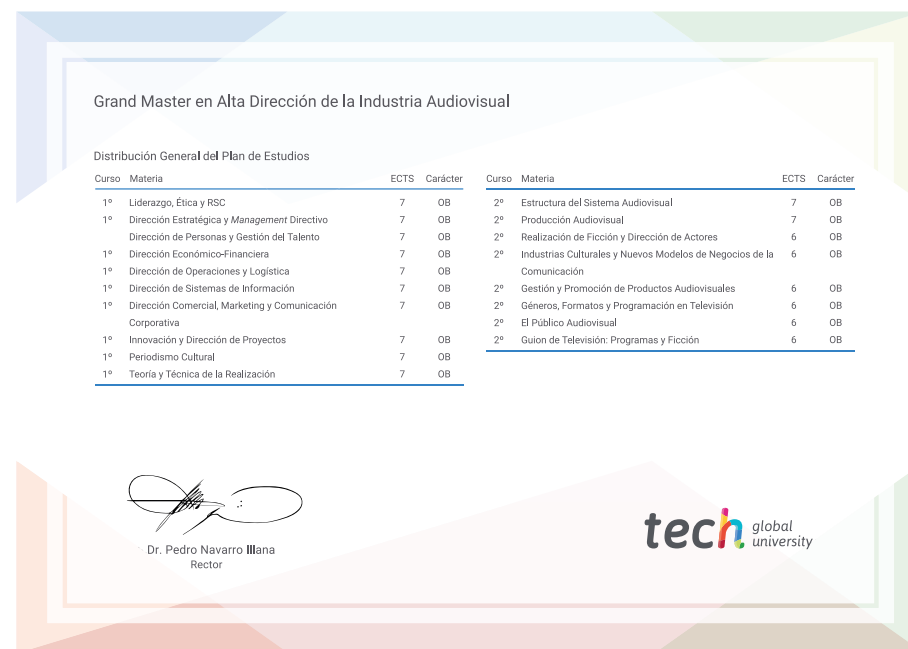 Grand Master en Alta Dirección de la Industria Audiovisual
Distribución General del Plan de Estudios
Curso Materia ECTS Carácter
1º Liderazgo, Ética y RSC 7 OB
1º Dirección Estratégica y Management Directivo 7 OB
Dirección de Personas y Gestión del Talento 7 OB
1º Dirección Económico-Financiera 7 OB
1º Dirección de Operaciones y Logística 7 OB
1º Dirección de Sistemas de Información 7 OB
1º Dirección Comercial, Marketing y Comunicación 7 OB
Corporativa
1º Innovación y Dirección de Proyectos 7 OB
1º Periodismo Cultural 7 OB
1º Teoría y Técnica de la Realización 7 OB
Curso Materia ECTS Carácter
2º Estructura del Sistema Audiovisual 7 OB
2º Producción Audiovisual 7 OB
2º Realización de Ficción y Dirección de Actores 6 OB
2º Industrias Culturales y Nuevos Modelos de Negocios de la 6 OB
Comunicación
2º Gestión y Promoción de Productos Audiovisuales 6 OB
2º Géneros, Formatos y Programación en Televisión 6 OB
2º El Público Audiovisual 6 OB
2º Guion de Televisión: Programas y Ficción 6 OB
Dr. Pedro Navarro Illana
Rector
tech global
university